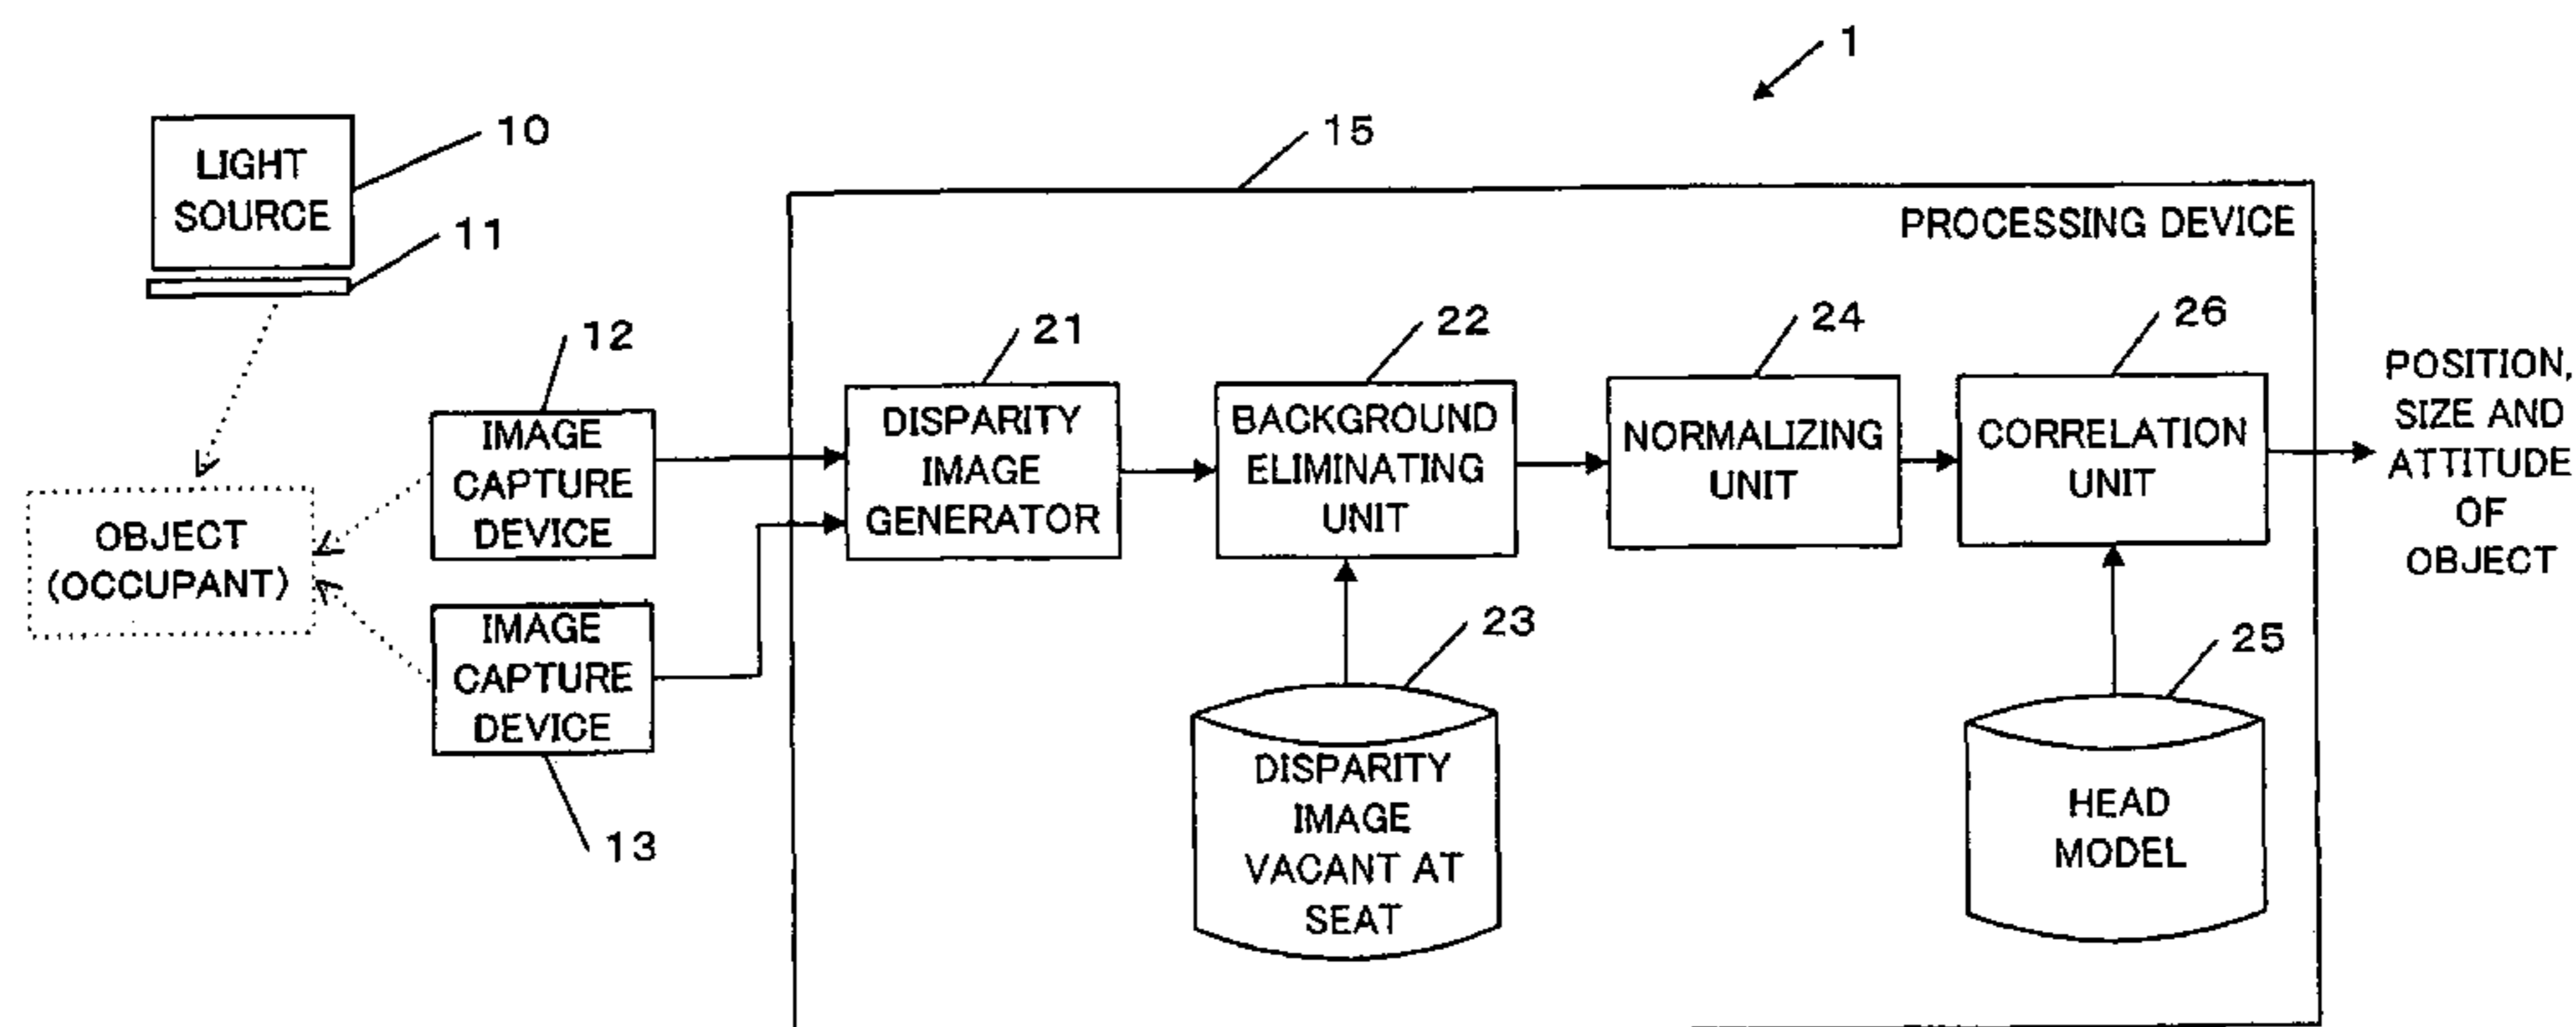 1
10
LIGHT
SOURCE
11
15
PROCESSING DEVICE
12
IMAGE
CAPTURE
DEVICE
OBJECT
(OCCUPANT)
IMAGE
CAPTURE
DEVICE
13
21
DISPARITY
IMAGE
GENERATOR
22
BACKGROUND
ELIMINATING
UNIT
24
NORMALIZING
UNIT
26
CORRELATION
UNIT
POSITION,
SIZE AND
ATTITUDE
OF
OBJECT
23
DISPARITY
IMAGE
VACANT AT
SEAT
25
HEAD
MODEL